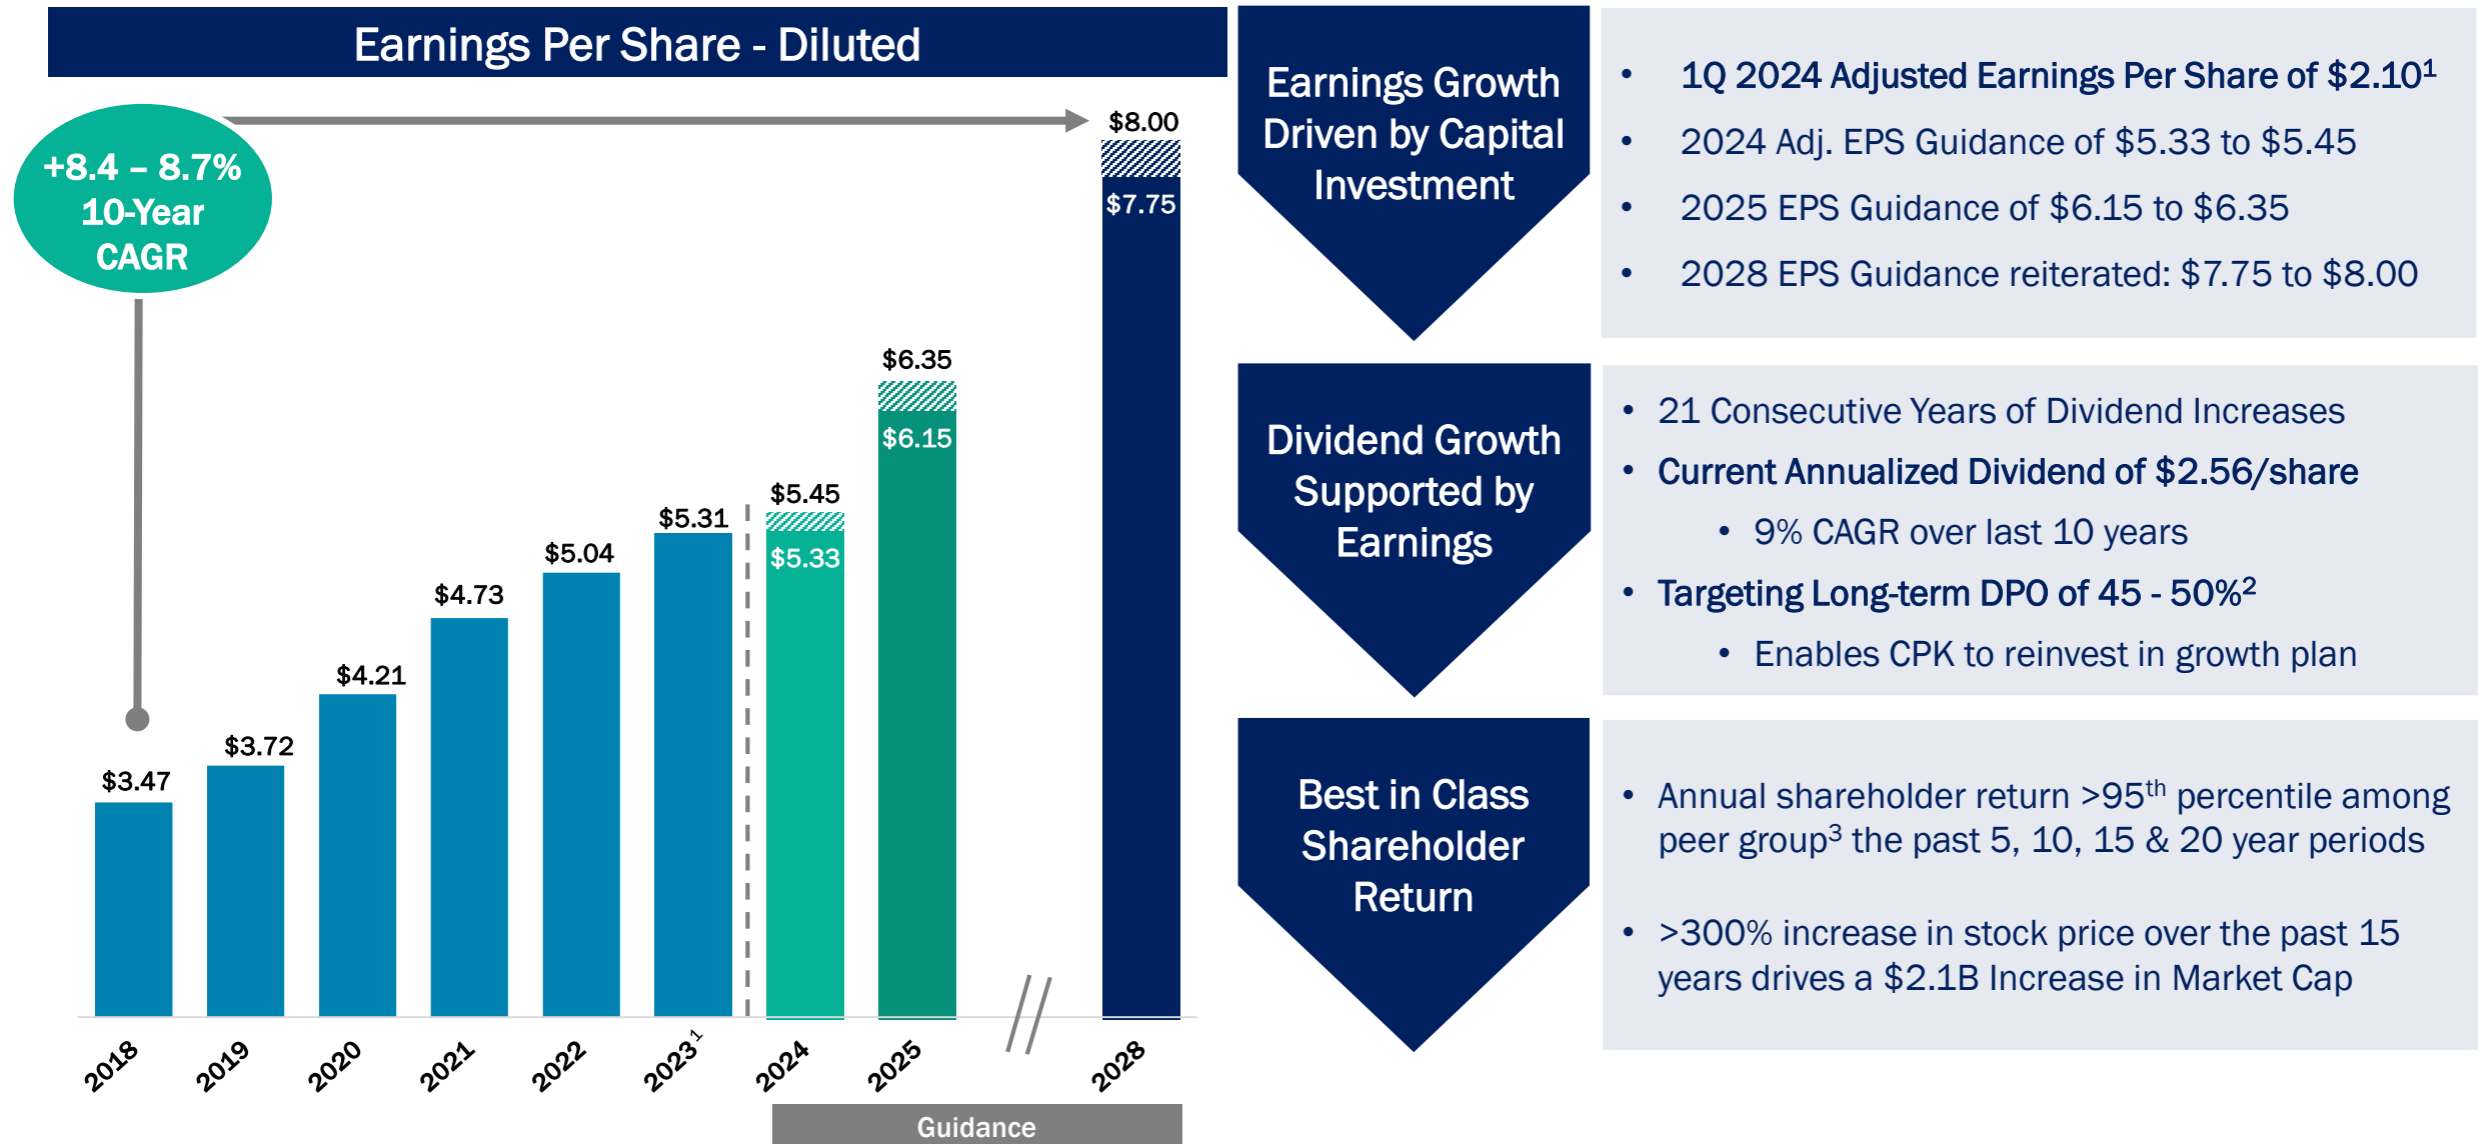 Earnings Per Share - Diluted
+8.4 – 8.7%
10-Year
CAGR
$3.47
$3.72
$4.21
$4.73
$5.04
$5.31
$5.45
$5.33
$6.35
$6.15
$8.00
$7.75
2018
2019
2020
2021
2022
2023¹
2024
2025
2028
Guidance
Earnings Growth
Driven by Capital
Investment
• 1Q 2024 Adjusted Earnings Per Share of $2.10¹
• 2024 Adj. EPS Guidance of $5.33 to $5.45
• 2025 EPS Guidance of $6.15 to $6.35
• 2028 EPS Guidance reiterated: $7.75 to $8.00
Dividend Growth
Supported by
Earnings
• 21 Consecutive Years of Dividend Increases
• Current Annualized Dividend of $2.56/share
• 9% CAGR over last 10 years
• Targeting Long-term DPO of 45 - 50%²
• Enables CPK to reinvest in growth plan
Best in Class
Shareholder
Return
• Annual shareholder return >95th percentile among
peer group³ the past 5, 10, 15 & 20 year periods
• >300% increase in stock price over the past 15
years drives a $2.1B Increase in Market Cap